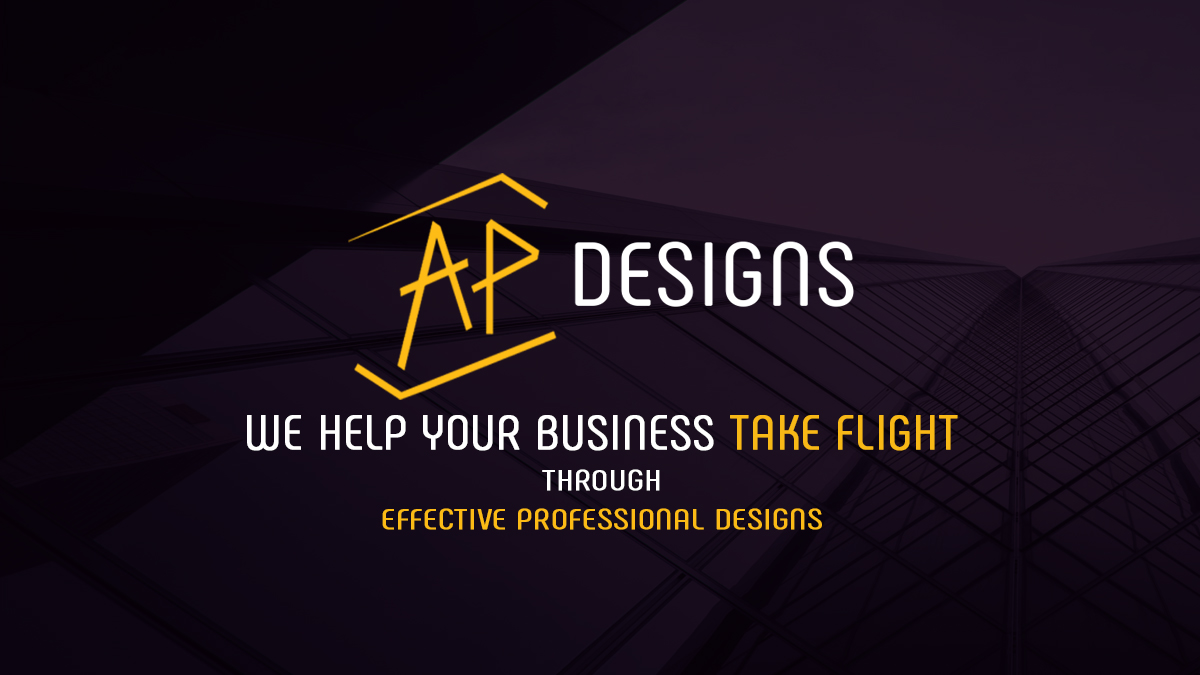 AP DESIGNS
WE HELP YOUR BUSINESS TAKE FLIGHT
THROUGH
EFFECTIVE PROFESSIONAL DESIGNS